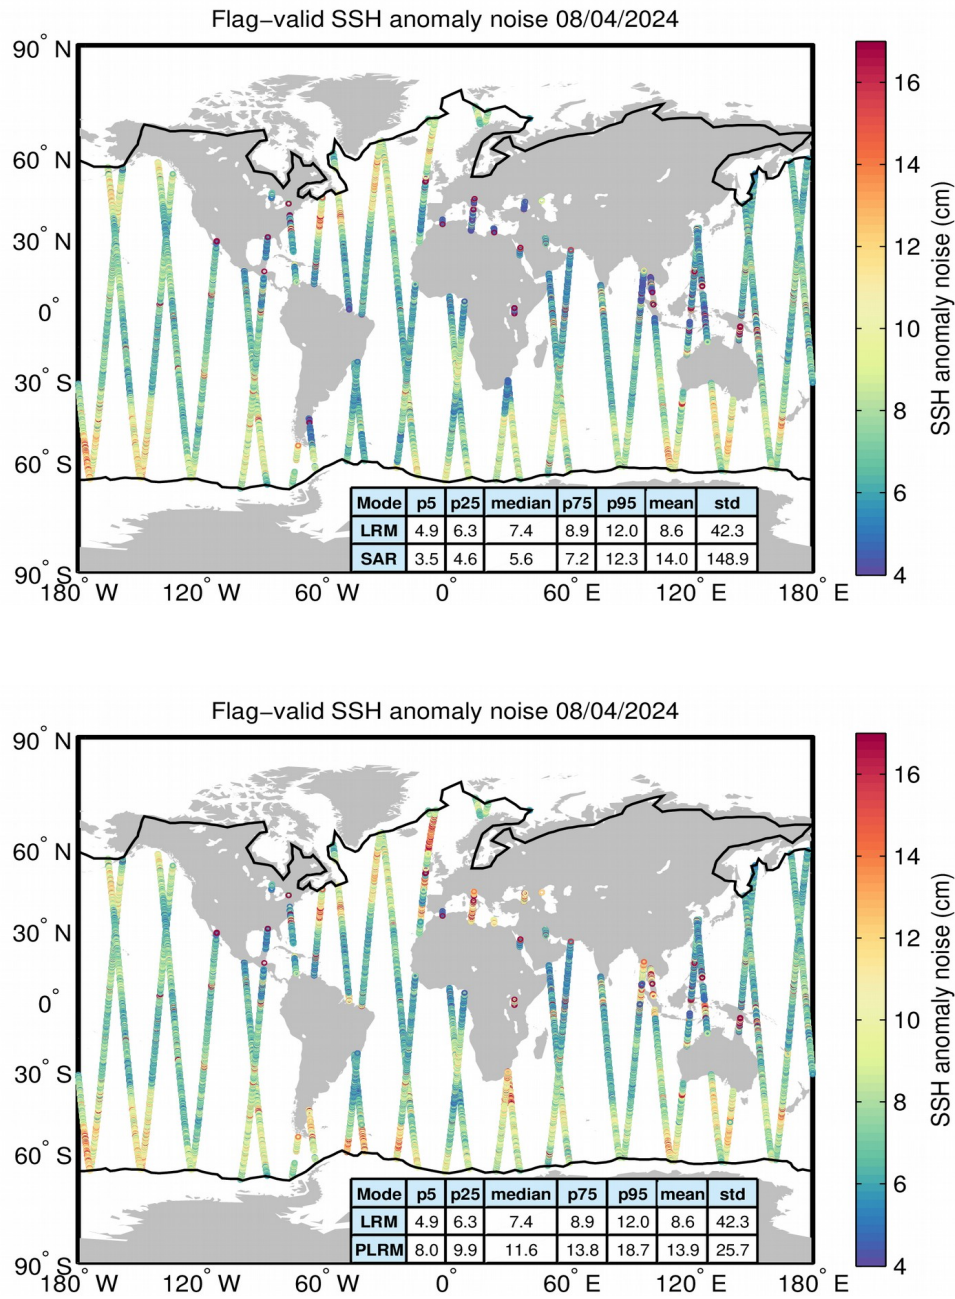 Flag−valid SSH anomaly noise 08/04/2024
90° N
60° N
30° N
0°
30° S
60° S
90° S
180° W
120° W
60° W
0°
60° E
120° E
180° E
16
14
12
10
8
6
4
SSH anomaly noise (cm)
Mode p5 p25 median p75 p95 mean std
LRM 4.9 6.3 7.4 8.9 12.0 8.6 42.3
SAR 3.5 4.6 5.6 7.2 12.3 14.0 148.9
Flag−valid SSH anomaly noise 08/04/2024
90° N
60° N
30° N
0°
30° S
60° S
90° S
180° W
120° W
60° W
0°
60° E
120° E
180° E
16
14
12
10
8
6
4
SSH anomaly noise (cm)
Mode p5 p25 median p75 p95 mean std
LRM 4.9 6.3 7.4 8.9 12.0 8.6 42.3
PLRM 8.0 9.9 11.6 13.8 18.7 13.9 25.7